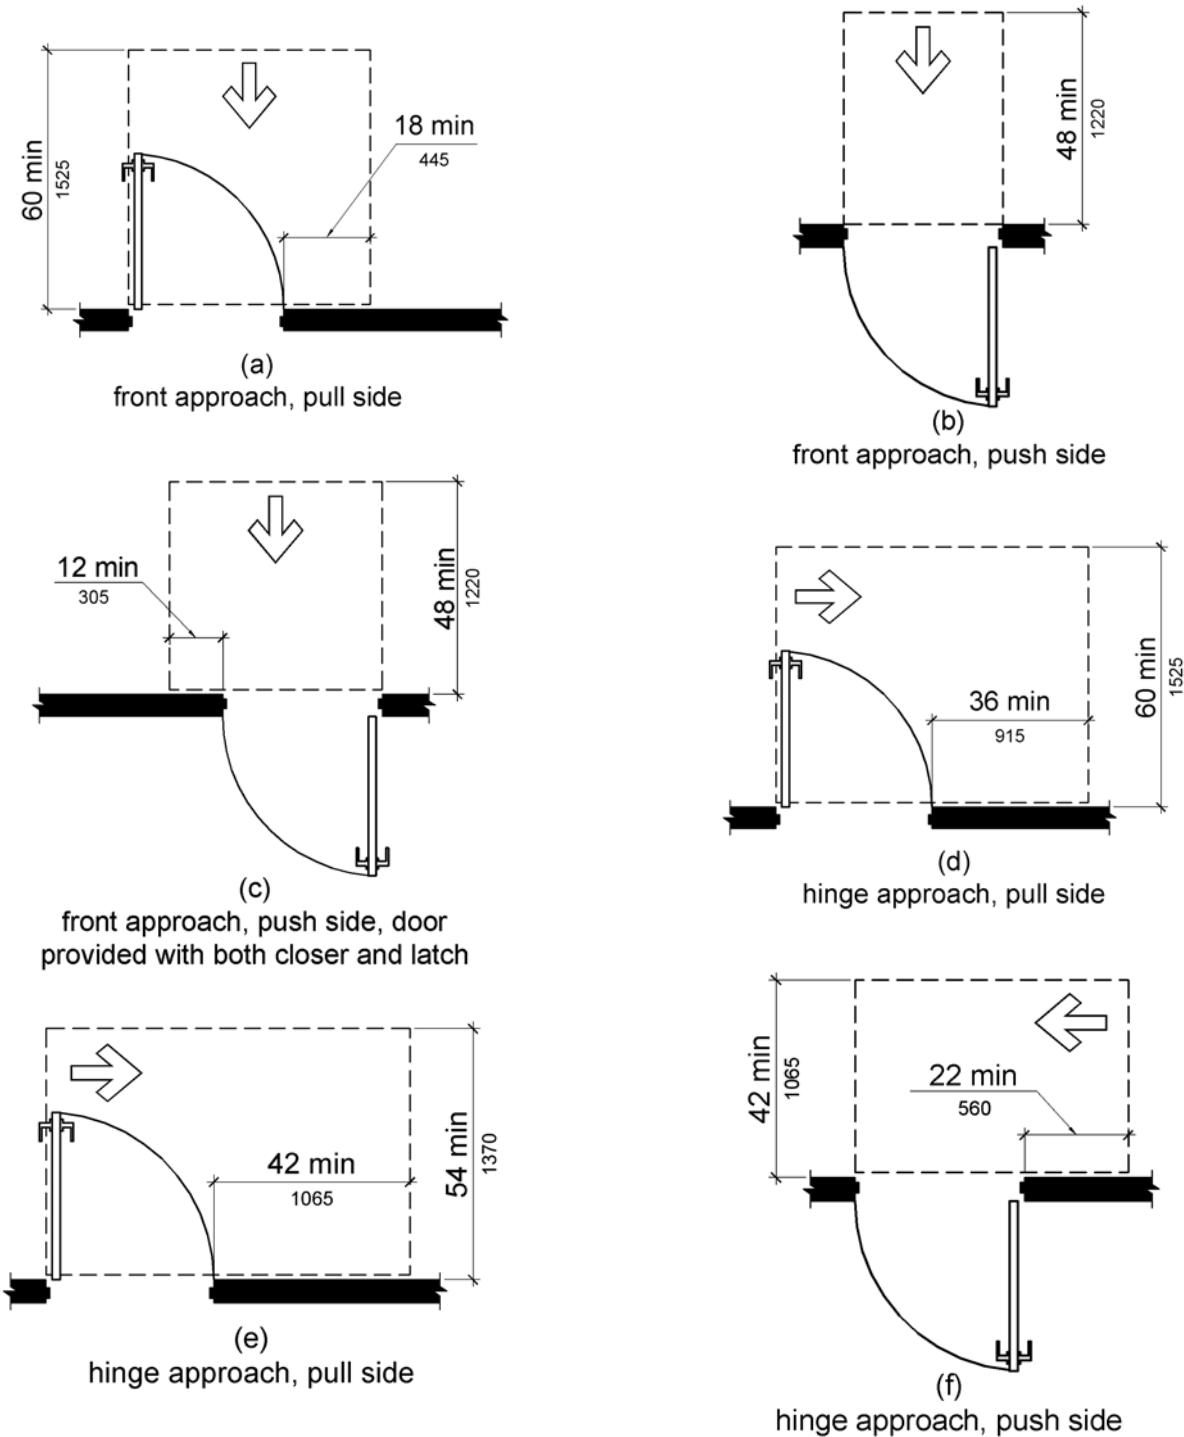 60 min
1525
18 min
445
(a)
front approach, pull side
48 min
1220
(b)
front approach, push side
12 min
305
48 min
1220
(c)
front approach, push side, door
provided with both closer and latch
36 min
915
60 min
1525
(d)
hinge approach, pull side
42 min
1065
54 min
1370
(e)
hinge approach, pull side
42 min
1065
22 min
560
(f)
hinge approach, push side